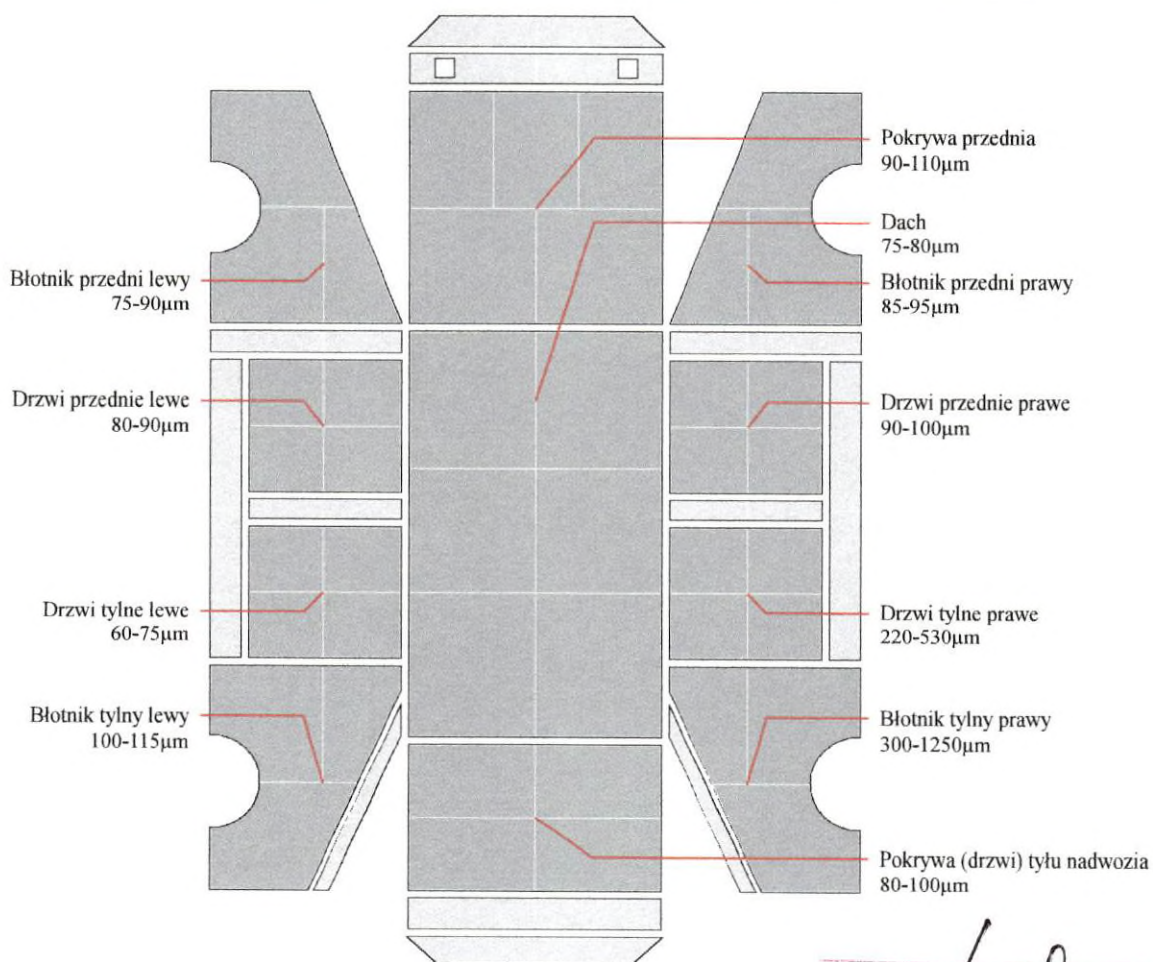 Pokrywa przednia
90-110µm
Dach
75-80µm
Błotnik przedni lewy
75-90µm
Błotnik przedni prawy
85-95µm
Drzwi przednie lewe
80-90µm
Drzwi przednie prawe
90-100µm
Drzwi tylne lewe
60-75µm
Drzwi tylne prawe
220-530µm
Błotnik tylny lewy
100-115µm
Błotnik tylny prawy
300-1250µm
Pokrywa (drzwi) tyłu nadwozia
80-100µm